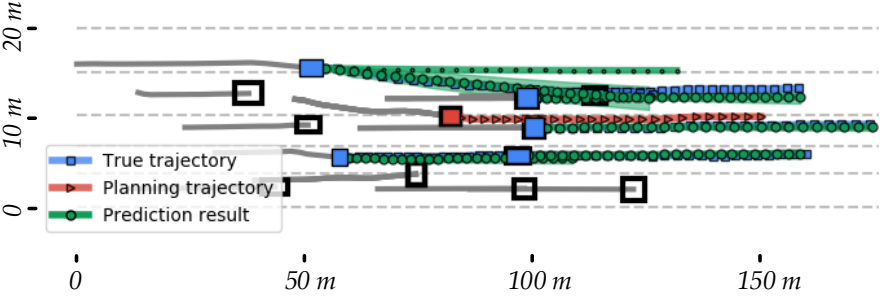 20 m
10 m
0
True trajectory
Planning trajectory
Prediction result
0
50 m
100 m
150 m